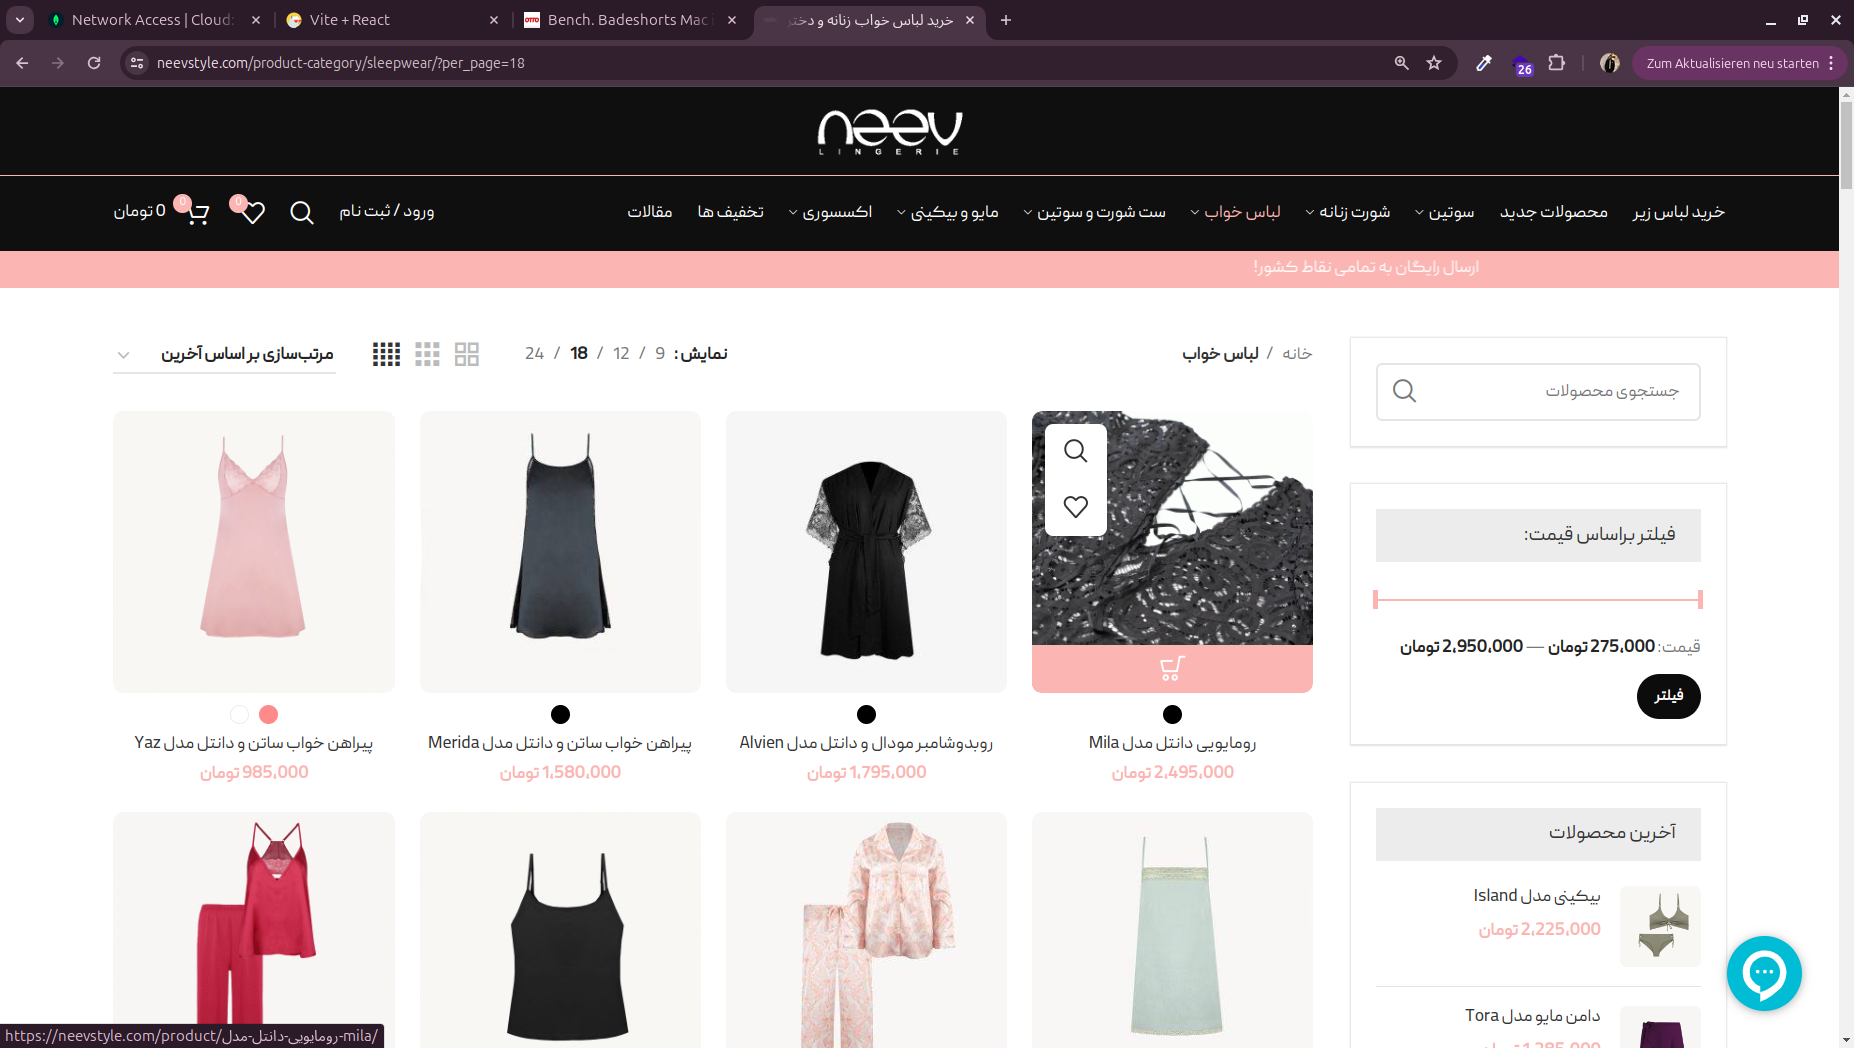 Network Access | Cloud:
Vite + React
OTTO
Bench. Badeshorts Mac i
خرید لباس خواب زنانه و دختر
neevstyle.com/product-category/sleepwear/?per_page=18
26
Zum Aktualisieren neu starten
neev
LINGERIE
خرید لباس زیر
محصولات جدید
سوتین
شورت زنانه
لباس خواب
ست شورت و سوتین
مایو و بیکینی
اکسسوری
تخفیف ها
مقالات
ورود / ثبت نام
0
0
0 تومان
ارسال رایگان به تمامی نقاط کشور!
خانه / لباس خواب
نمایش: 9 / 12 / 18 / 24
مرتب‌سازی بر اساس آخرین
جستجوی محصولات
فیلتر براساس قیمت:
قیمت: 275,000 تومان — 2,950,000 تومان
فیلتر
رومایویی دانتل مدل Mila
2,495,000 تومان
روبدوشامبر مودال و دانتل مدل Alvien
1,795,000 تومان
پیراهن خواب ساتن و دانتل مدل Merida
1,580,000 تومان
پیراهن خواب ساتن و دانتل مدل Yaz
985,000 تومان
آخرین محصولات
بیکینی مدل Island
2,225,000 تومان
دامن مایو مدل Tora
1,285,000 تومان
https://neevstyle.com/product/رومایویی-دانتل-مدل-mila/